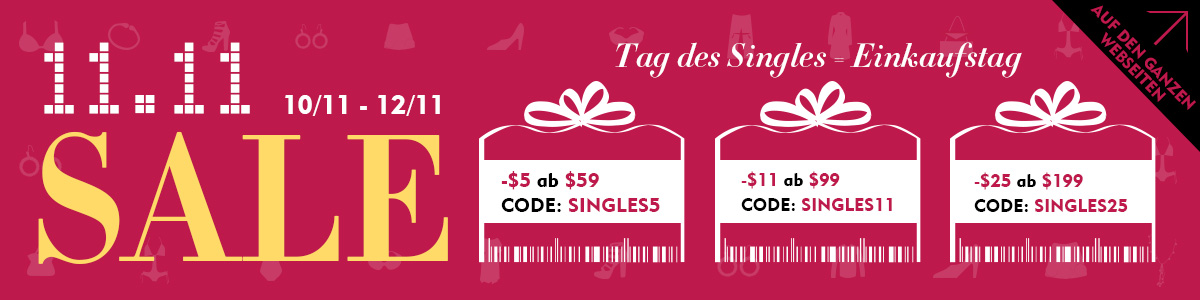 11.11
10/11 - 12/11
SALE
Tag des Singles = Einkaufstag
-$5 ab $59
CODE: SINGLES5
-$11 ab $99
CODE: SINGLES11
-$25 ab $199
CODE: SINGLES25
AUF DEN GANZEN
WEBSEITEN